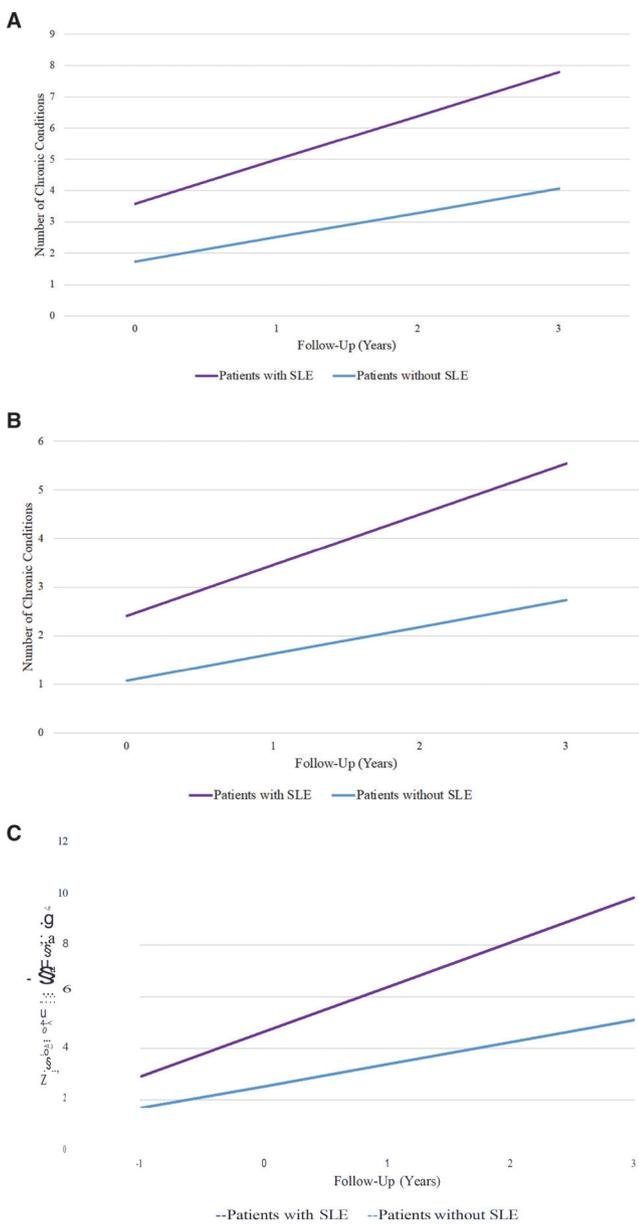 A
9
8
7
6
5
4
3
2
1
0
Number of Chronic Conditions
0 1 2 3
Follow-Up (Years)
Patients with SLE Patients without SLE
B
6
5
4
3
2
1
0
Number of Chronic Conditions
0 1 2 3
Follow-Up (Years)
Patients with SLE Patients without SLE
C
12
10
8
6
4
2
0
-1 0 1 2 3
Follow-Up (Years)
--Patients with SLE --Patients without SLE